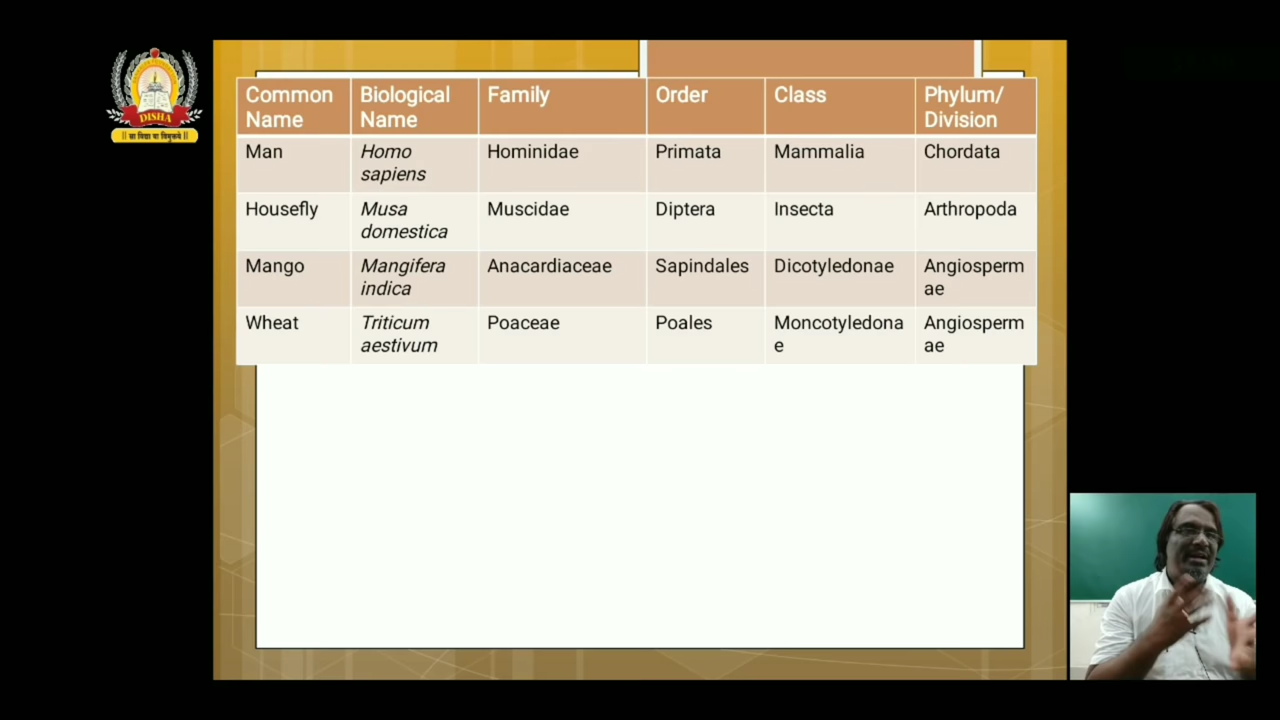 DISHA
|| सा विद्या या विमुक्तये ||
Common Name Biological Name Family Order Class Phylum/ Division
Man Homo sapiens Hominidae Primata Mammalia Chordata
Housefly Musa domestica Muscidae Diptera Insecta Arthropoda
Mango Mangifera indica Anacardiaceae Sapindales Dicotyledonae Angiospermae
Wheat Triticum aestivum Poaceae Poales Moncotyledonae Angiospermae